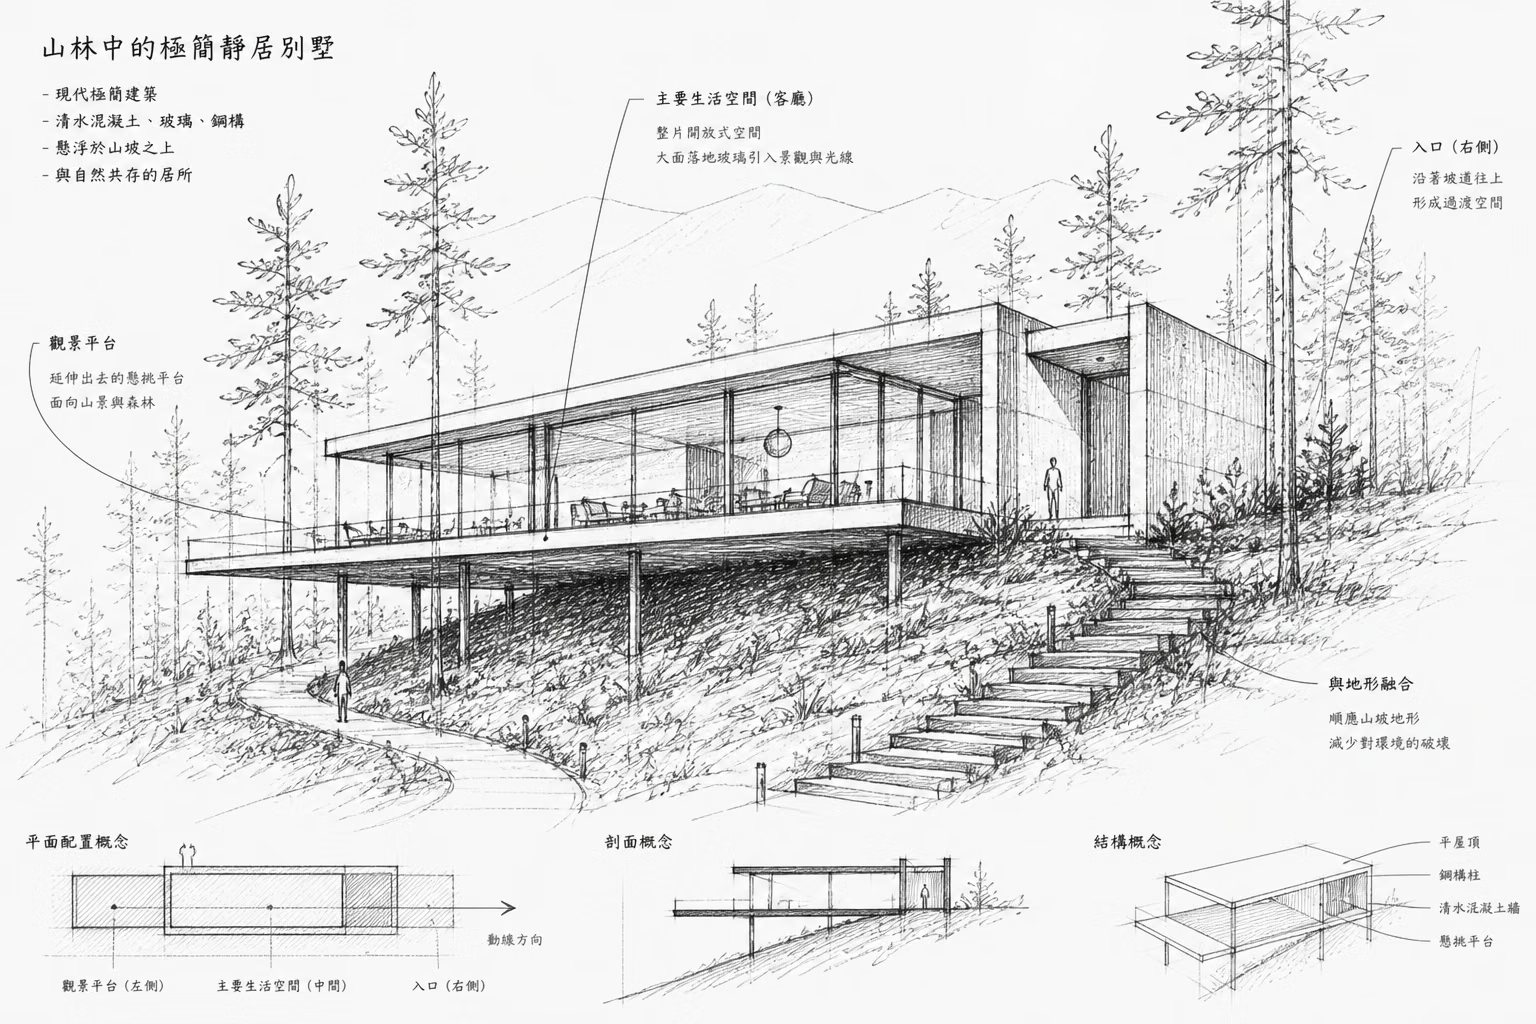 山林中的極簡靜居別墅
- 現代極簡建築
- 清水混凝土、玻璃、鋼構
- 懸浮於山坡之上
- 與自然共存的居所
主要生活空間（客廳）
整片開放式空間
大面落地玻璃引入景觀與光線
入口（右側）
沿著坡道往上
形成過渡空間
觀景平台
延伸出去的懸挑平台
面向山景與森林
與地形融合
順應山坡地形
減少對環境的破壞
平面配置概念
動線方向
觀景平台（左側）
主要生活空間（中間）
入口（右側）
剖面概念
結構概念
平屋頂
鋼構柱
清水混凝土牆
懸挑平台